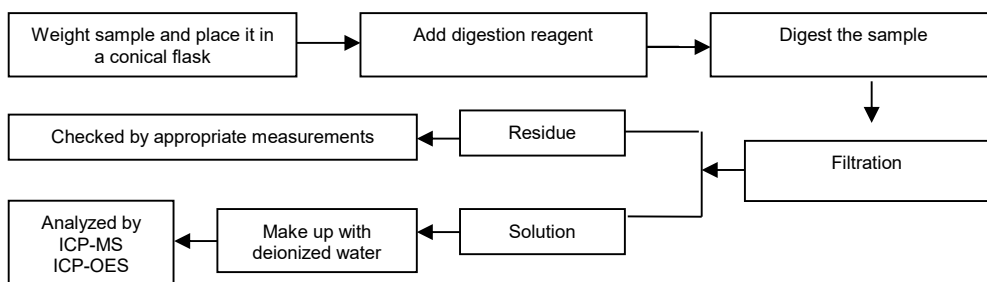 Weight sample and place it in
a conical flask
Add digestion reagent
Digest the sample
Filtration
Residue
Checked by appropriate measurements
Solution
Make up with
deionized water
Analyzed by
ICP-MS
ICP-OES